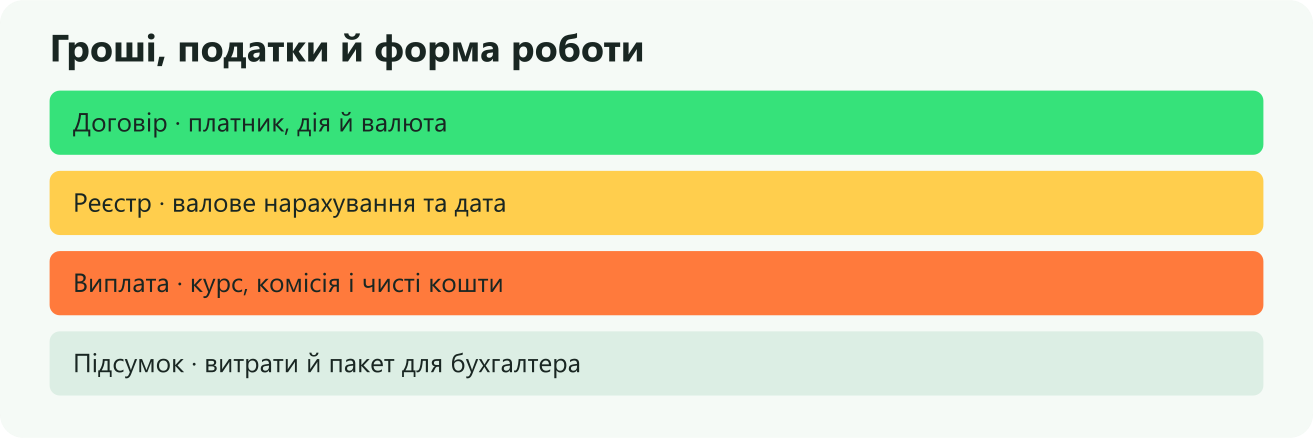 Гроші, податки й форма роботи
Договір · платник, дія й валюта
Реєстр · валове нарахування та дата
Виплата · курс, комісія і чисті кошти
Підсумок · витрати й пакет для бухгалтера